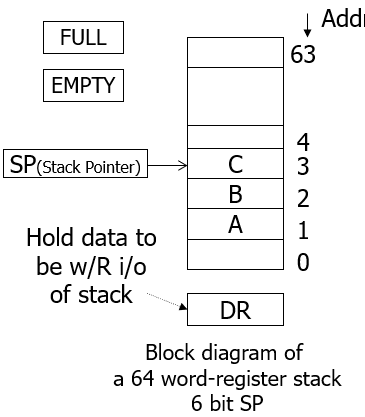 ↓ Addr
FULL
63
EMPTY
4
SP(Stack Pointer)
C
3
B
2
A
1
0
Hold data to
be w/R i/o
of stack
DR
Block diagram of
a 64 word-register stack
6 bit SP